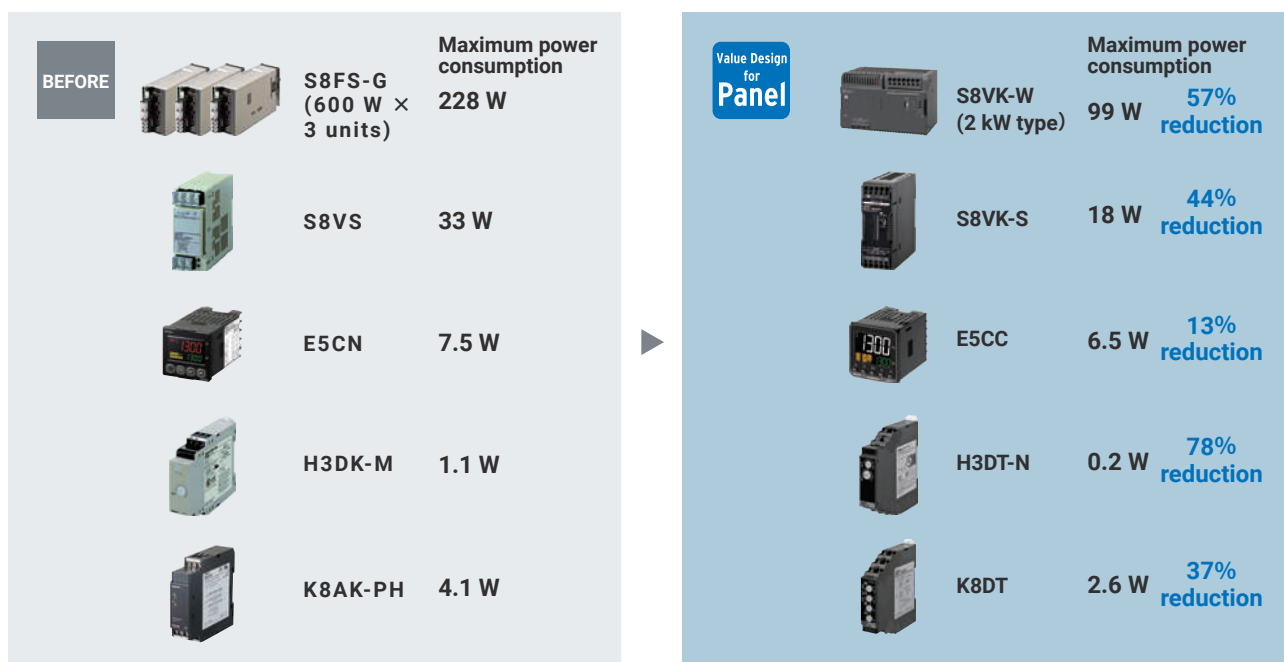 BEFORE
Maximum power
consumption
S8FS-G
(600 W ×
3 units)
228 W
S8VS
33 W
E5CN
7.5 W
H3DK-M
1.1 W
K8AK-PH
4.1 W
Value Design
for
Panel
Maximum power
consumption
S8VK-W
(2 kW type)
99 W
57%
reduction
S8VK-S
18 W
44%
reduction
E5CC
6.5 W
13%
reduction
H3DT-N
0.2 W
78%
reduction
K8DT
2.6 W
37%
reduction